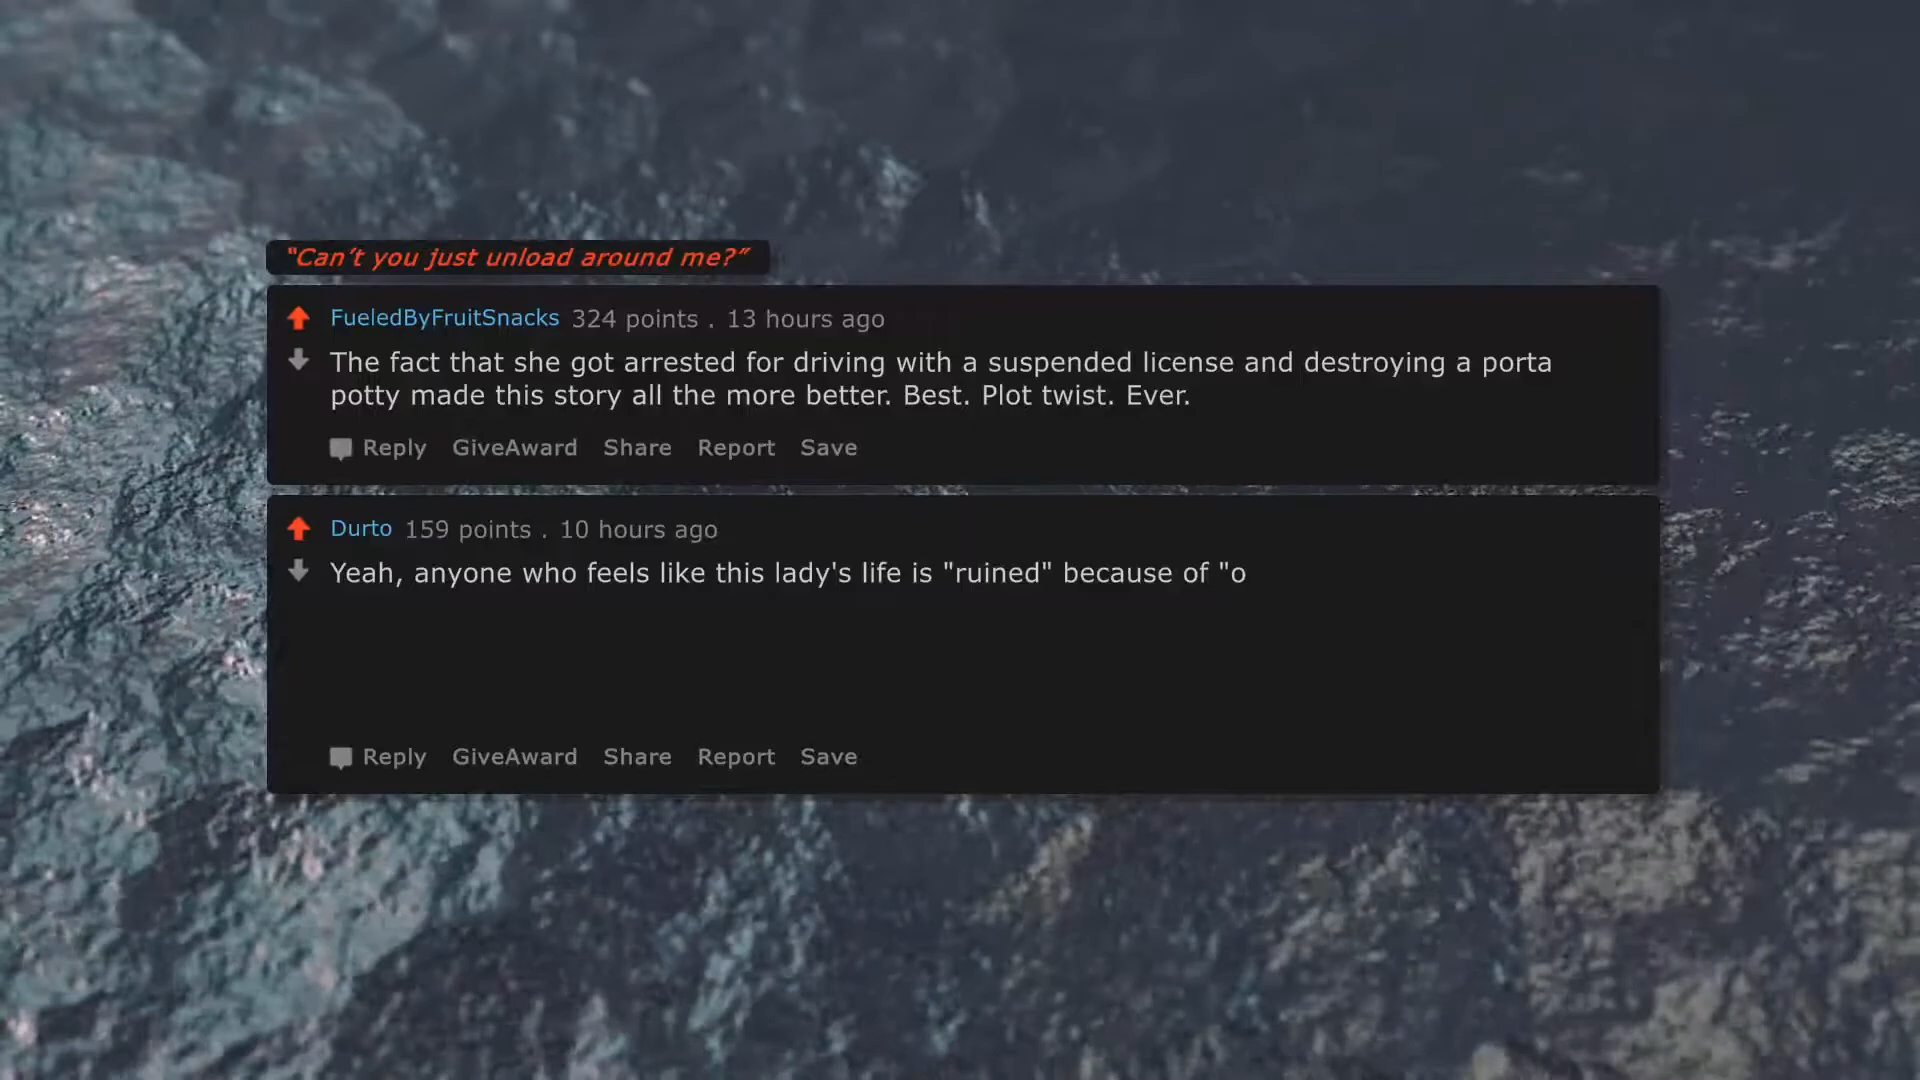 “Can’t you just unload around me?”
FueledByFruitSnacks 324 points . 13 hours ago
The fact that she got arrested for driving with a suspended license and destroying a porta
potty made this story all the more better. Best. Plot twist. Ever.
Reply GiveAward Share Report Save
Durto 159 points . 10 hours ago
Yeah, anyone who feels like this lady's life is "ruined" because of "o
Reply GiveAward Share Report Save